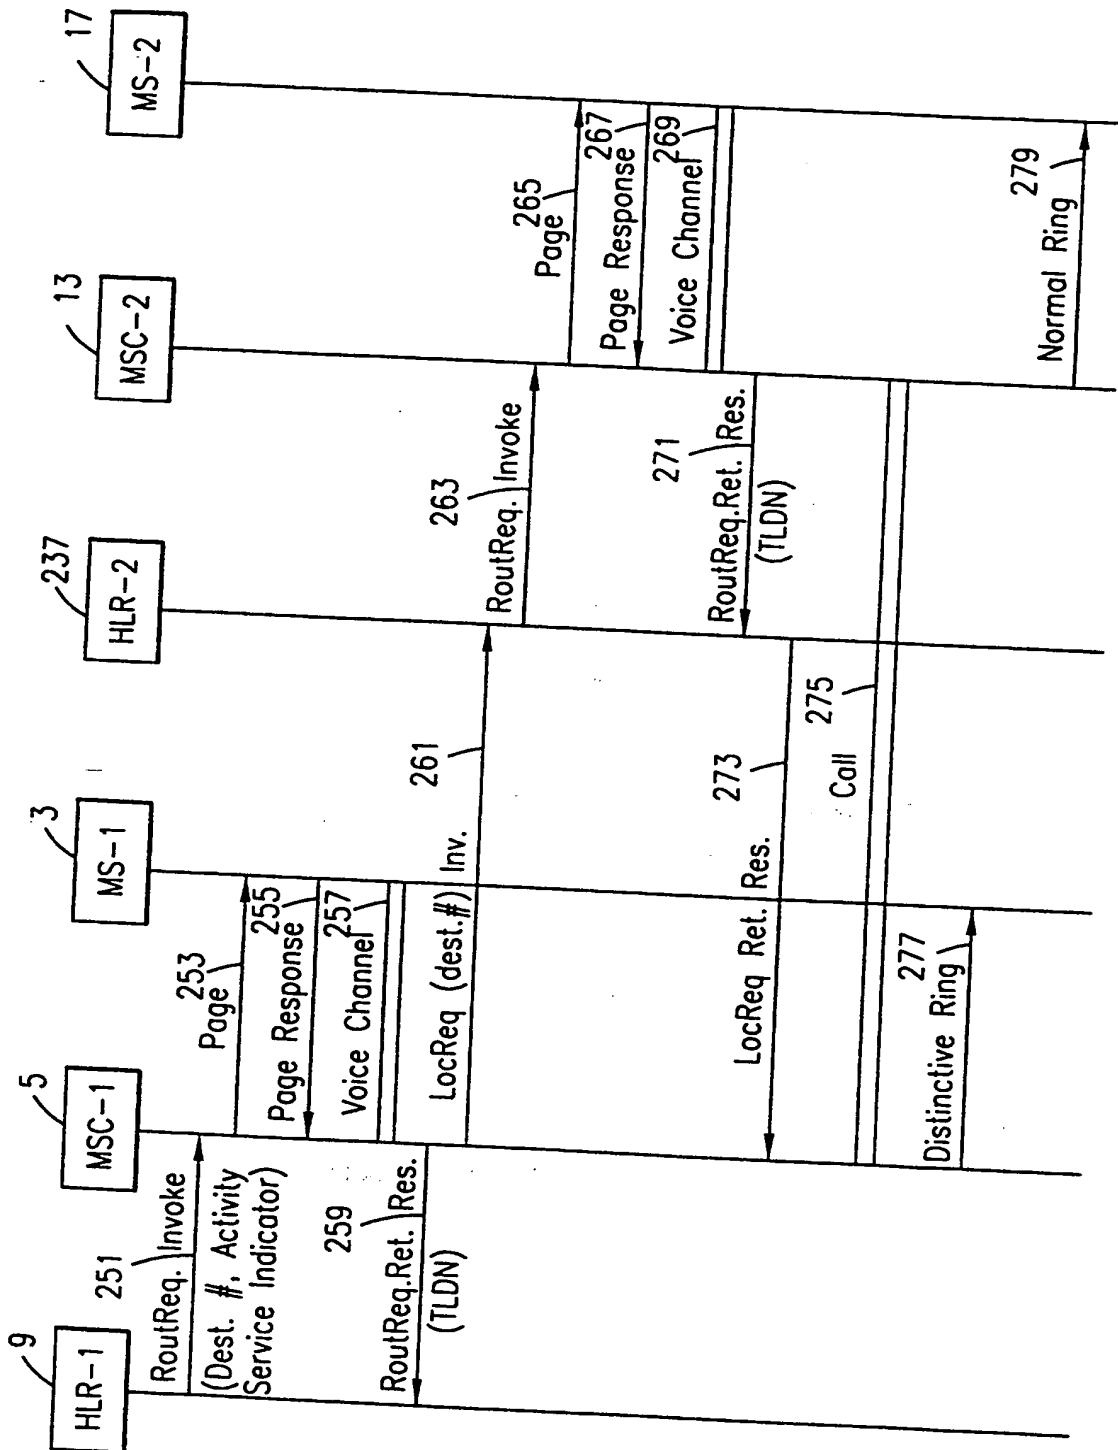 9
HLR-1
5
MSC-1
3
MS-1
237
HLR-2
13
MSC-2
17
MS-2
251
RoutReq. Invoke
(Dest. #, Activity
Service Indicator)
253
Page
255
Page Response
257
Voice Channel
259
RoutReq.Ret. Res.
(TLDN)
261
LocReq (dest.#) Inv.
263
RoutReq. Invoke
265
Page
267
Page Response
269
Voice Channel
271
RoutReq.Ret. Res.
(TLDN)
273
LocReq Ret. Res.
275
Call
277
Distinctive Ring
279
Normal Ring